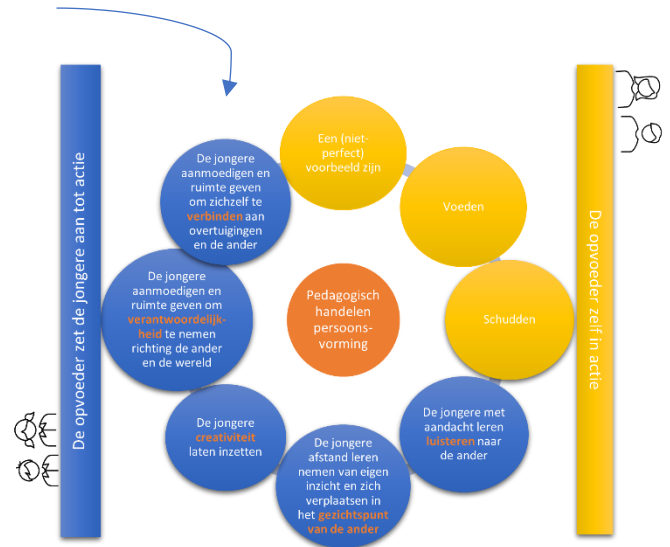 De opvoeder zet de jongere aan tot actie
Een (niet-
perfect)
voorbeeld zijn
Voeden
Schudden
De jongere met
aandacht leren
luisteren naar
de ander
De jongere
afstand leren
nemen van eigen
inzicht en zich
verplaatsen in
het gezichtspunt
van de ander
De jongere
creativiteit
laten inzetten
De jongere
aanmoedigen en
ruimte geven om
verantwoordelijk-
heid te nemen
richting de ander
en de wereld
De jongere
aanmoedigen en
ruimte geven
om zichzelf te
verbinden aan
overtuigingen
en de ander
Pedagogisch
handelen
persoons-
vorming
De opvoeder zelf in actie